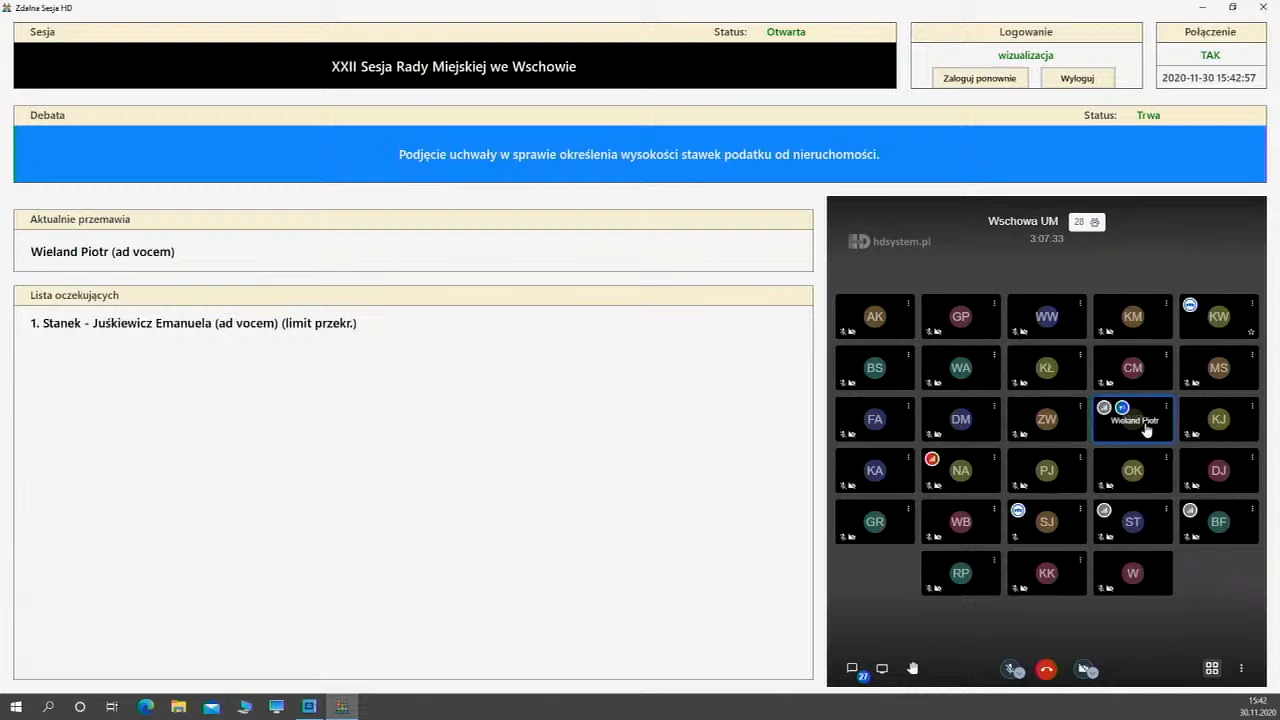 Zdalna Sesja HD
Sesja
Status: Otwarta
XXII Sesja Rady Miejskiej we Wschowie
Logowanie
wizualizacja
Zaloguj ponownie
Wyloguj
Połączenie
TAK
2020-11-30 15:42:57
Debata
Status: Trwa
Podjęcie uchwały w sprawie określenia wysokości stawek podatku od nieruchomości.
Aktualnie przemawia
Wieland Piotr (ad vocem)
Lista oczekujących
1. Stanek - Juśkiewicz Emanuela (ad vocem) (limit przekr.)
hdsystem.pl
Wschowa UM 28
3:07:33
AK GP WW KM KW
BS WA KŁ CM MS
FA DM ZW Wieland Piotr KJ
KA NA PJ OK DJ
GR WB SJ ST BF
RP KK W
27
15:42
30.11.2020